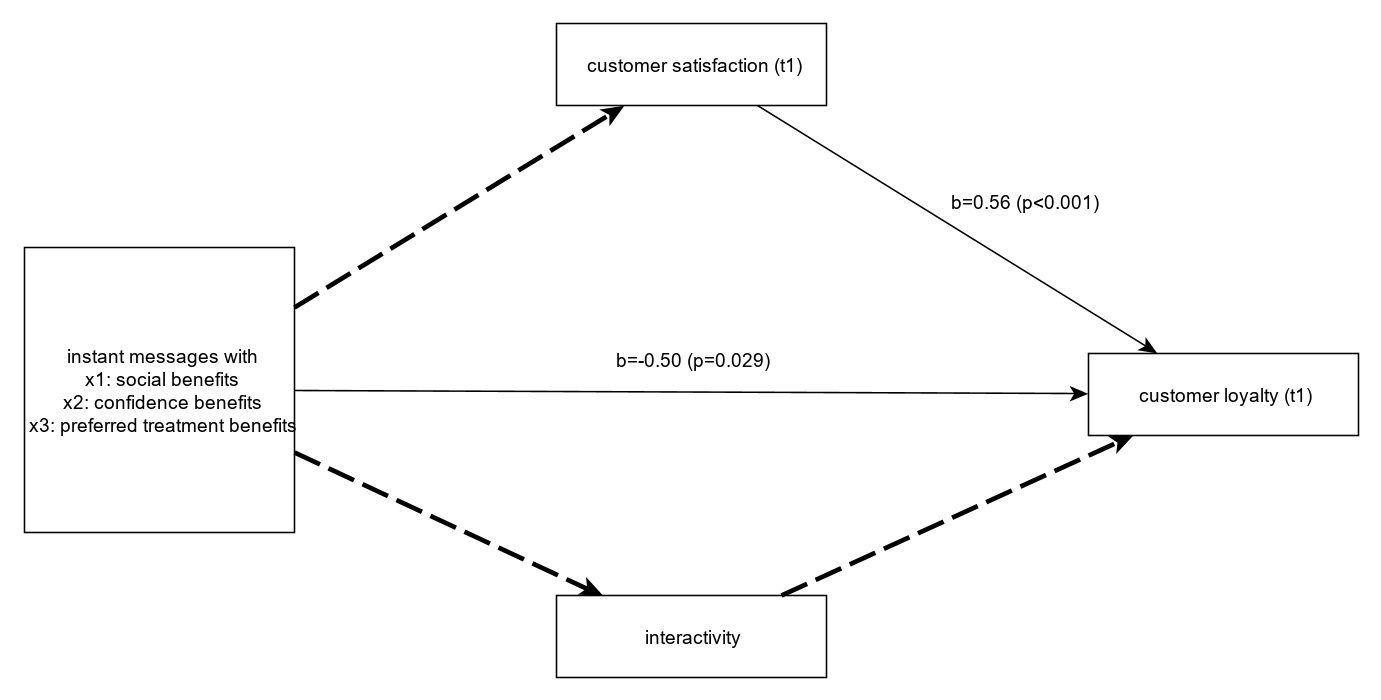 customer satisfaction (t1)
b=0.56 (p<0.001)
instant messages with
x1: social benefits
x2: confidence benefits
x3: preferred treatment benefits
b=-0.50 (p=0.029)
customer loyalty (t1)
interactivity